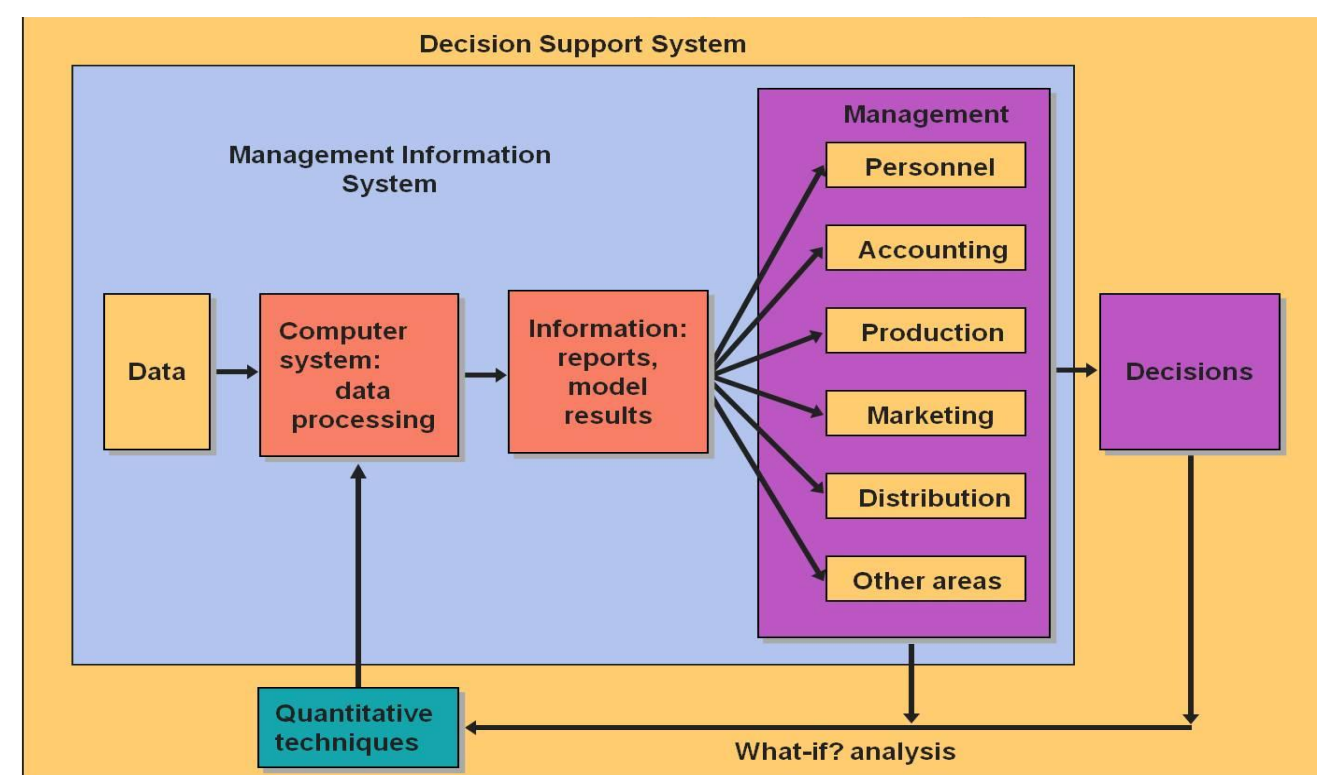 Decision Support System
Management Information
System
Management
Personnel
Accounting
Production
Marketing
Distribution
Other areas
Data
Computer
system:
data
processing
Information:
reports,
model
results
Decisions
Quantitative
techniques
What-if? analysis